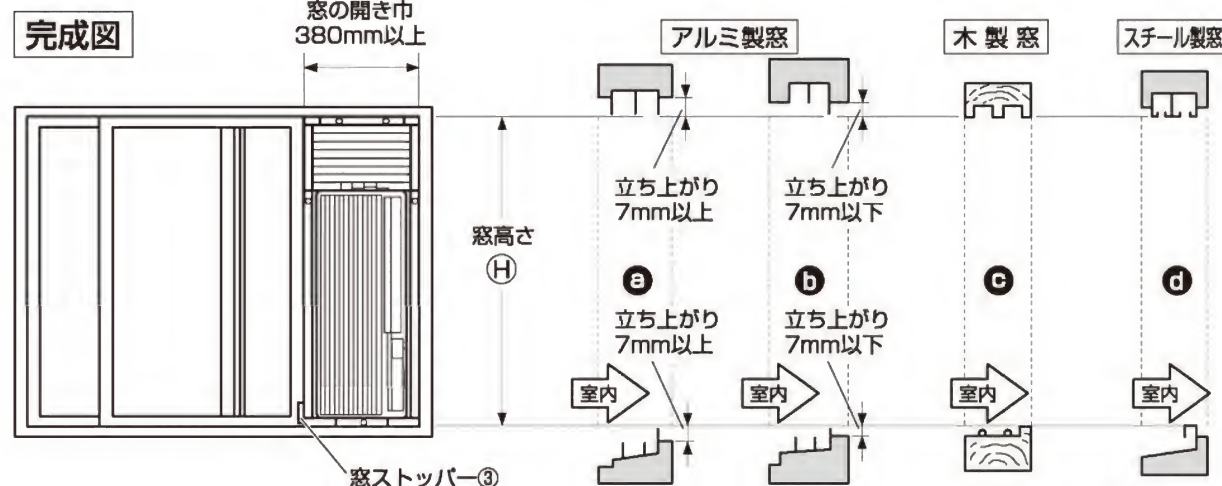 完成図
窓の開き巾
380mm以上
アルミ製窓
木製窓
スチール製窓
立ち上がり
7mm以上
立ち上がり
7mm以下
窓高さ
Ⓗ
ⓐ
ⓑ
ⓒ
ⓓ
立ち上がり
7mm以上
立ち上がり
7mm以下
室内
室内
室内
室内
窓ストッパー③